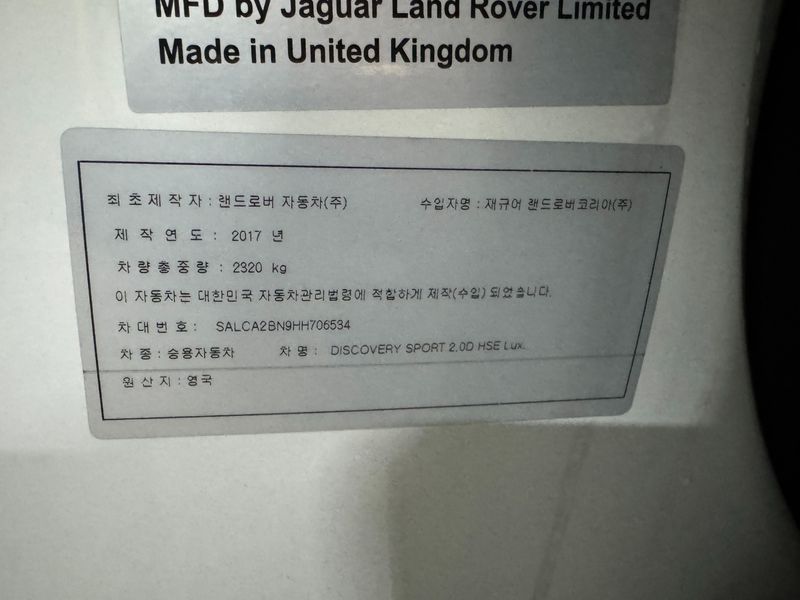 MFD by Jaguar Land Rover Limited
Made in United Kingdom
최초제작자 : 랜드로버 자동차(주) 수입자명 : 재규어 랜드로버코리아(주)
제작연도 : 2017 년
차량총중량 : 2320 kg
이 자동차는 대한민국 자동차관리법령에 적합하게 제작(수입) 되었습니다.
차대번호 : SALCA2BN9HH706534
차종 : 승용자동차 차명 : DISCOVERY SPORT 2.0D HSE Lux.
원산지 : 영국